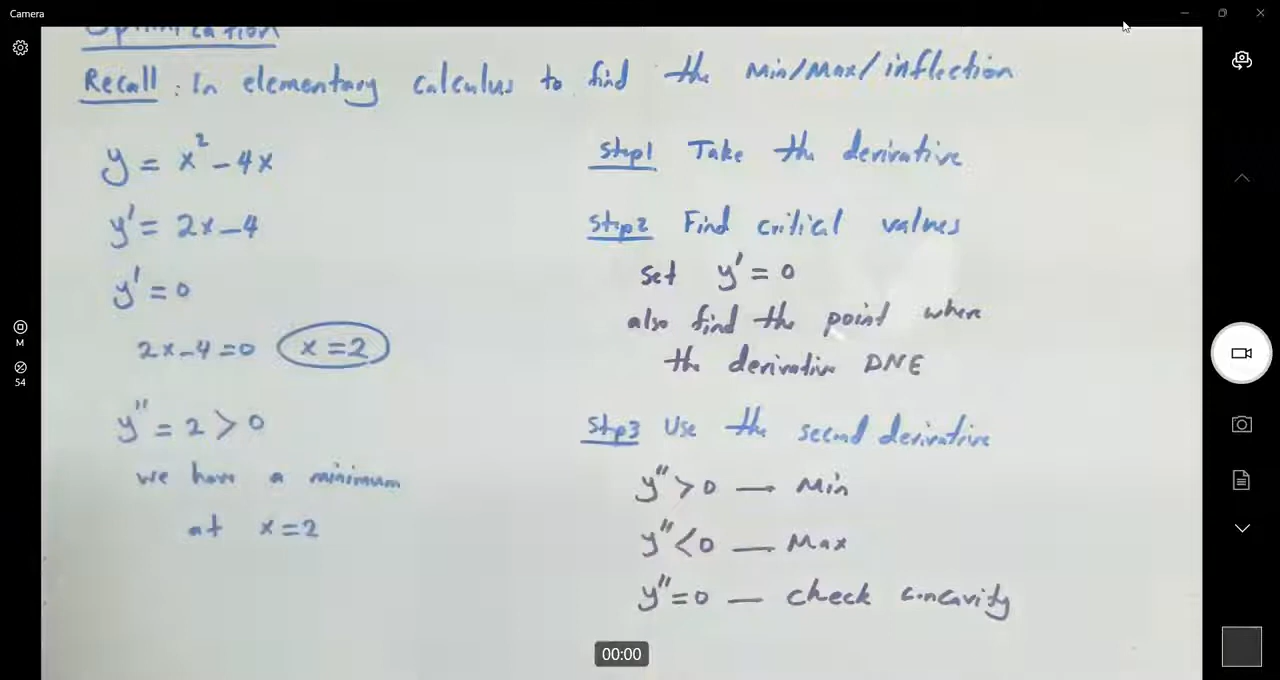 Camera
Optimization
Recall : In elementary calculus to find the Min/Max/inflection
y = x² - 4x
y' = 2x - 4
y' = 0
2x - 4 = 0 x = 2
y'' = 2 > 0
we have a minimum
at x = 2
Step1 Take the derivative
Step2 Find critical values
set y' = 0
also find the point where
the derivative DNE
Step3 Use the second derivative
y'' > 0 — Min
y'' < 0 — Max
y'' = 0 — check concavity
M
54
00:00